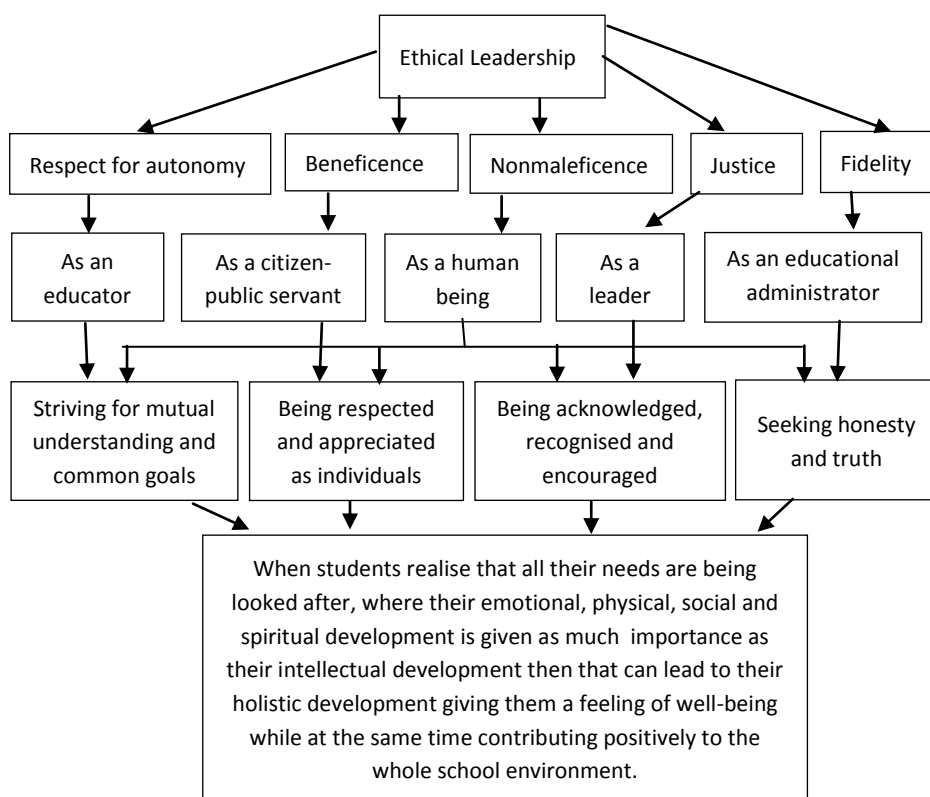 Ethical Leadership
Respect for autonomy
Beneficence
Nonmaleficence
Justice
Fidelity
As an
educator
As a citizen-
public servant
As a human
being
As a
leader
As an educational
administrator
Striving for mutual
understanding and
common goals
Being respected
and appreciated
as individuals
Being acknowledged,
recognised and
encouraged
Seeking honesty
and truth
When students realise that all their needs are being
looked after, where their emotional, physical, social and
spiritual development is given as much importance as
their intellectual development then that can lead to their
holistic development giving them a feeling of well-being
while at the same time contributing positively to the
whole school environment.